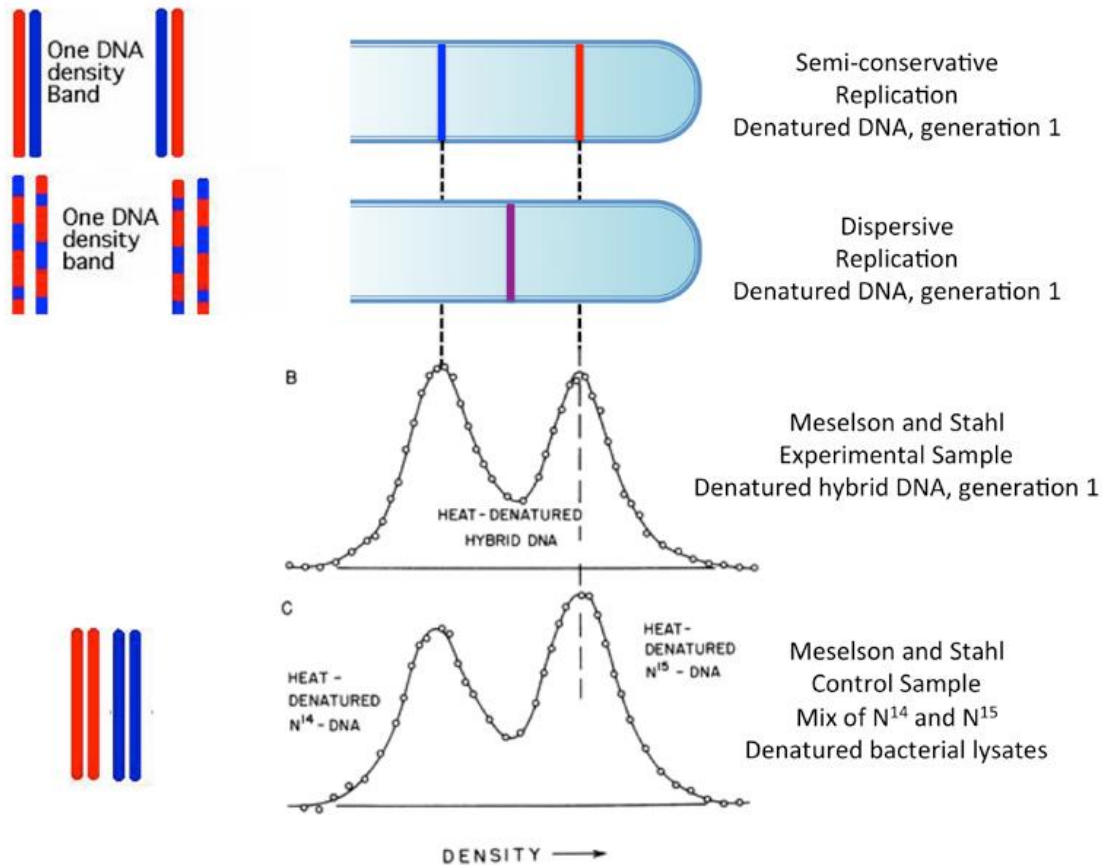 One DNA
density
Band
Semi-conservative
Replication
Denatured DNA, generation 1
One DNA
density
band
Dispersive
Replication
Denatured DNA, generation 1
B
HEAT-DENATURED
HYBRID DNA
Meselson and Stahl
Experimental Sample
Denatured hybrid DNA, generation 1
C
HEAT-
DENATURED
N¹⁴-DNA
HEAT-
DENATURED
N¹⁵-DNA
Meselson and Stahl
Control Sample
Mix of N¹⁴ and N¹⁵
Denatured bacterial lysates
DENSITY →